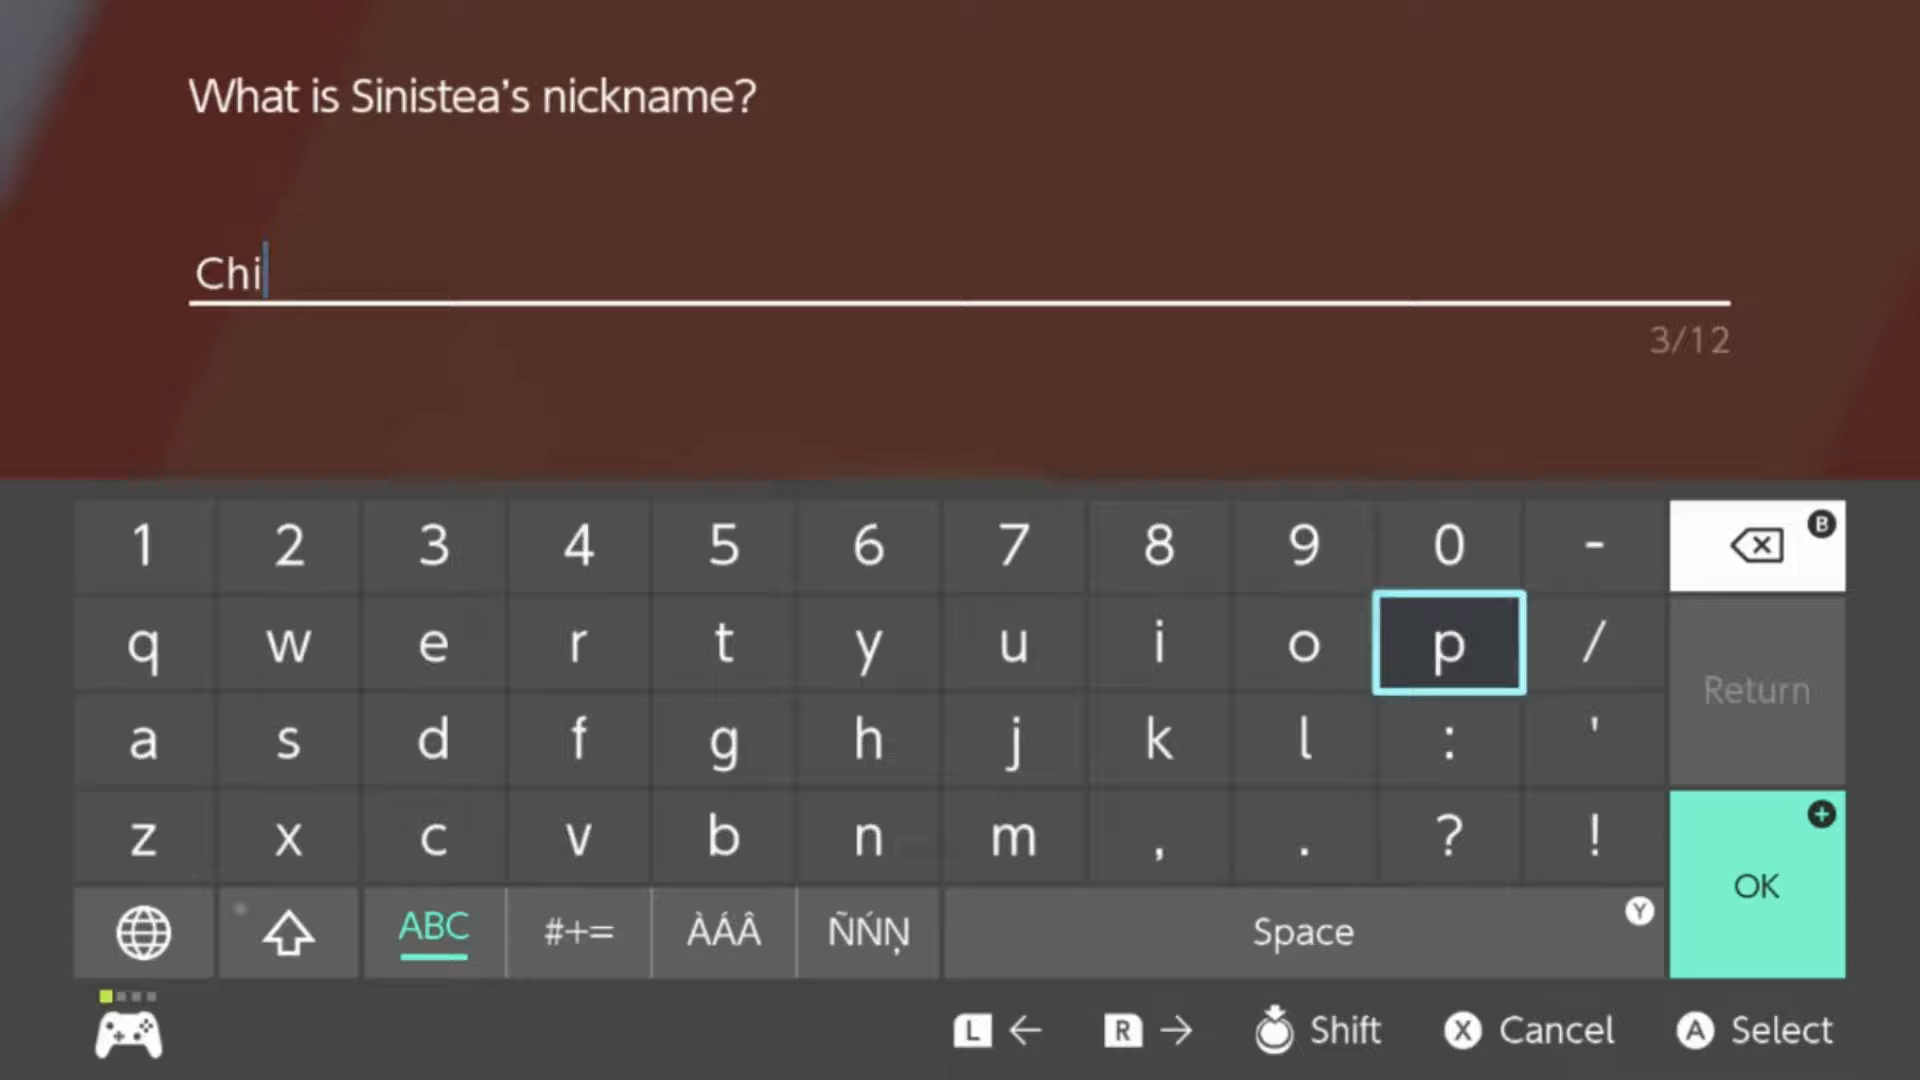 What is Sinistea's nickname?
Chi
3/12
1 2 3 4 5 6 7 8 9 0 - B
q w e r t y u i o p /
Return
a s d f g h j k l : '
z x c v b n m , . ? !
OK
ABC #+= ÀÁÂ ÑŃŅ Space Y
L ← R → Shift X Cancel A Select